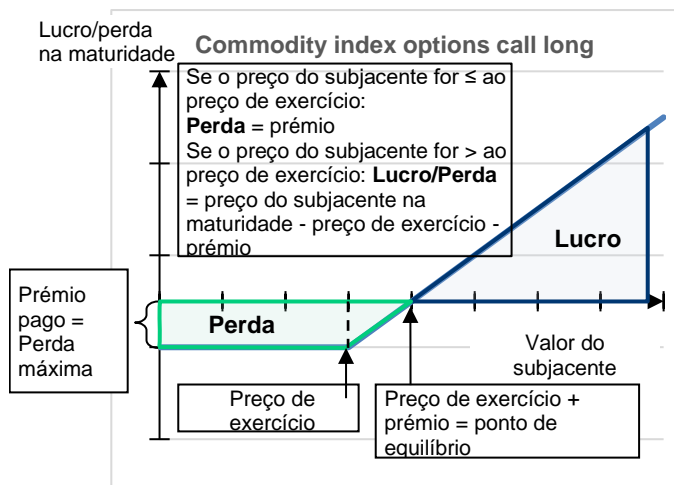 Lucro/perda
na maturidade
Commodity index options call long
Se o preço do subjacente for ≤ ao
preço de exercício:
Perda = prémio
Se o preço do subjacente for > ao
preço de exercício: Lucro/Perda
= preço do subjacente na
maturidade - preço de exercício -
prémio
Lucro
Prémio
pago =
Perda
máxima
Perda
Valor do
subjacente
Preço de
exercício
Preço de exercício +
prémio = ponto de
equilíbrio